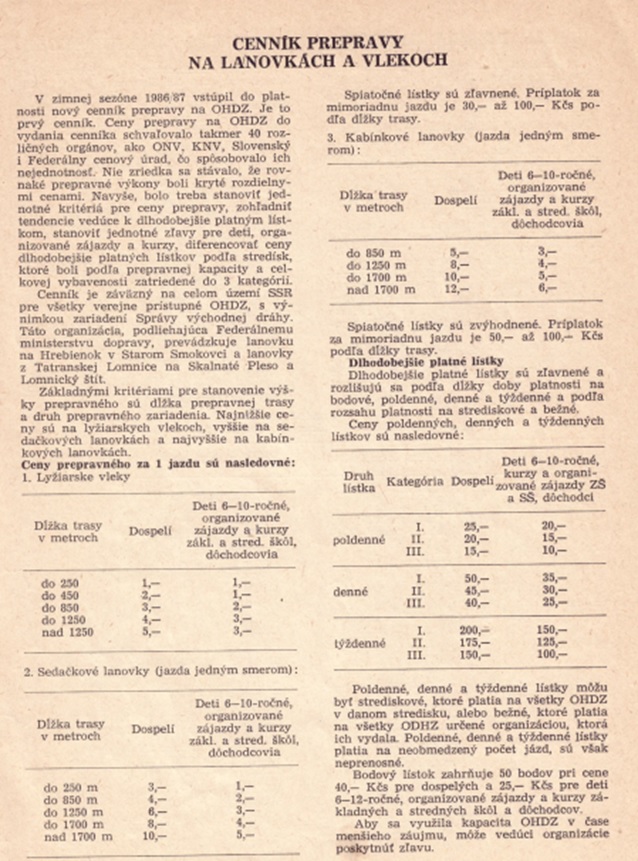 CENNÍK PREPRAVY
NA LANOVKÁCH A VLEKOCH
V zimnej sezóne 1986/87 vstúpil do plat-
nosti nový cenník prepravy na OHDZ. Je to
prvý cenník. Ceny prepravy na OHDZ do
vydania cenníka schvaľovalo takmer 40 roz-
ličných orgánov, ako ONV, KNV, Slovenský
i Federálny cenový úrad, čo spôsobovalo ich
nejednotnosť. Nie zriedka sa stávalo, že rov-
naké prepravné výkony boli kryté rozdielny-
mi cenami. Navyše, bolo treba stanoviť jed-
notné kritériá pre ceny prepravy, zohľadniť
tendencie vedúce k dlhodobejšie platným líst-
kom, stanoviť jednotné zľavy pre deti, orga-
nizované zájazdy a kurzy, diferencovať ceny
dlhodobejšie platných lístkov podľa stredísk,
ktoré boli podľa prepravnej kapacity a cel-
kovej vybavenosti zatriedené do 3 kategórií.
Cenník je záväzný na celom území SSR
pre všetky verejne prístupné OHDZ, s vý-
nimkou zariadení Správy východnej dráhy.
Táto organizácia, podliehajúca Federálnemu
ministerstvu dopravy, prevádzkuje lanovku
na Hrebienok v Starom Smokovci a lanovky
z Tatranskej Lomnice na Skalnaté Pleso a
Lomnický štít.
Základnými kritériami pre stanovenie výš-
ky prepravného sú dĺžka prepravnej trasy
a druh prepravného zariadenia. Najnižšie ce-
ny sú na lyžiarskych vlekoch, vyššie na se-
dačkových lanovkách a najvyššie na kabín-
kových lanovkách.
Ceny prepravného za 1 jazdu sú nasledovné:
1. Lyžiarske vleky
Dĺžka trasy
v metroch
Dospelí
Deti 6—10-ročné,
organizované
zájazdy a kurzy
zákl. a stred. škôl,
dôchodcovia
do 250 1,— 1,—
do 450 2,— 1,—
do 850 3,— 2,—
do 1250 4,— 3,—
nad 1250 5,— 3,—
2. Sedačkové lanovky (jazda jedným smerom):
Dĺžka trasy
v metroch
Dospelí
Deti 6—10-ročné,
organizované
zájazdy a kurzy
zákl. a stred. škôl,
dôchodcovia
do 250 m 3,— 1,—
do 850 m 4,— 2,—
do 1250 m 6,— 3,—
do 1700 m 8,— 4,—
nad 1700 m 10,— 5,—
Spiatočné lístky sú zľavnené. Príplatok za
mimoriadnu jazdu je 30,— až 100,— Kčs po-
dľa dĺžky trasy.
3. Kabínkové lanovky (jazda jedným sme-
rom):
Dĺžka trasy
v metroch
Dospelí
Deti 6—10-ročné,
organizované
zájazdy a kurzy
zákl. a stred. škôl,
dôchodcovia
do 850 m 5,— 3,—
do 1250 m 8,— 4,—
do 1700 m 10,— 5,—
nad 1700 m 12,— 6,—
Spiatočné lístky sú zvýhodnené. Príplatok
za mimoriadnu jazdu je 50,— až 100,— Kčs
podľa dĺžky trasy.
Dlhodobejšie platné lístky
Dlhodobejšie platné lístky sú zľavnené a
rozlišujú sa podľa dĺžky doby platnosti na
bodové, poldenné, denné a týždenné a podľa
rozsahu platnosti na strediskové a bežné.
Ceny poldenných, denných a týždenných
lístkov sú nasledovné:
Druh
lístka
Kategória
Dospelí
Deti 6—10-ročné,
kurzy a organi-
zované zájazdy ZŠ
a SŠ, dôchodci
I. 25,— 20,—
poldenné II. 20,— 15,—
III. 15,— 10,—
I. 50,— 35,—
denné II. 45,— 30,—
III. 40,— 25,—
I. 200,— 150,—
týždenné II. 175,— 125,—
III. 150,— 100,—
Poldenné, denné a týždenné lístky môžu
byť strediskové, ktoré platia na všetky OHDZ
v danom stredisku, alebo bežné, ktoré platia
na všetky ODHZ určené organizáciou, ktorá
ich vydala. Poldenné, denné a týždenné lístky
platia na neobmedzený počet jázd, sú však
neprenosné.
Bodový lístok zahrňuje 50 bodov pri cene
40,— Kčs pre dospelých a 25,— Kčs pre deti
6—12-ročné, organizované zájazdy a kurzy zá-
kladných a stredných škôl a dôchodcov.
Aby sa využila kapacita OHDZ v čase
menšieho záujmu, môže vedúci organizácie
poskytnúť zľavu.